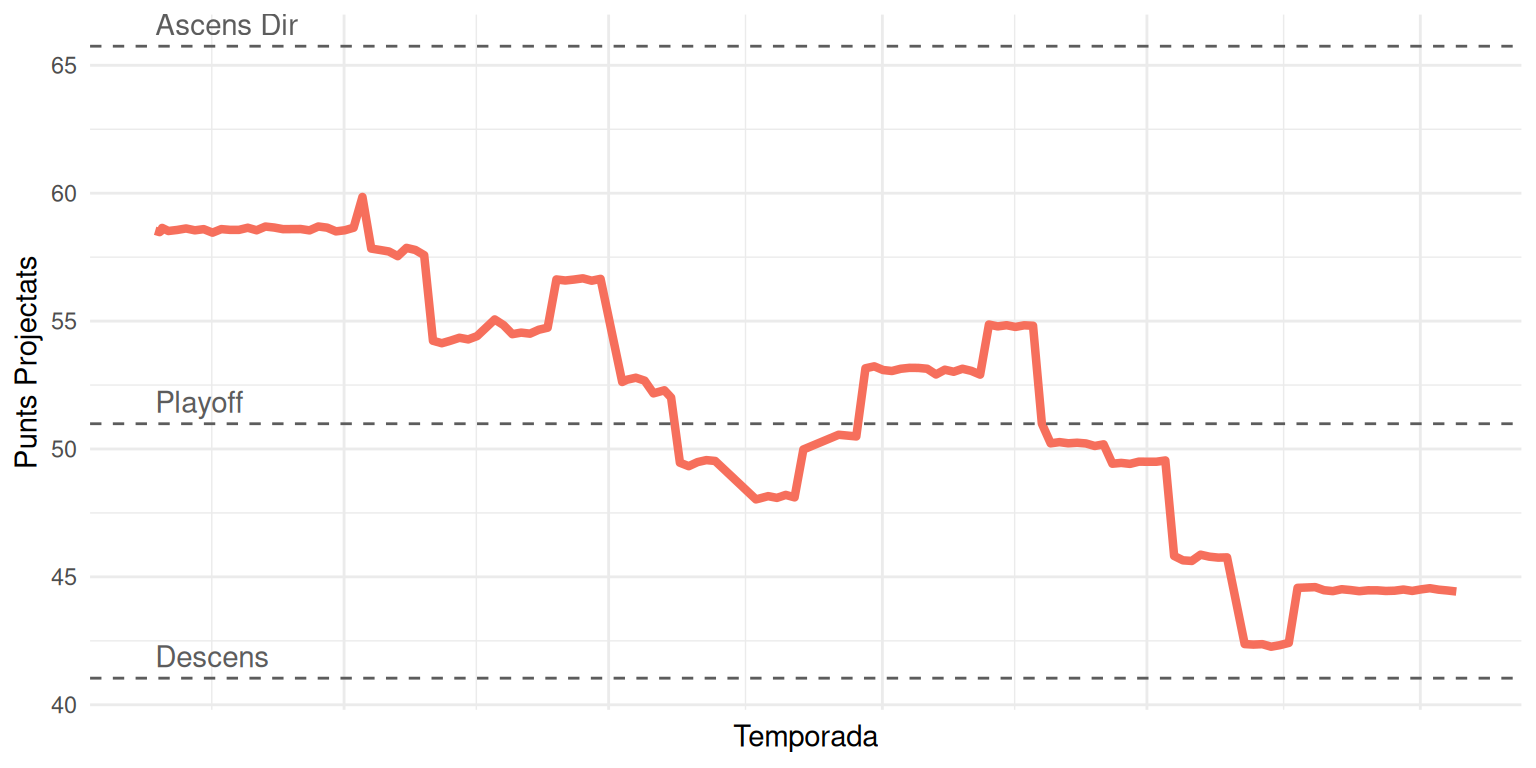 Ascens Dir
65
60
55
Playoff
50
45
Descens
40
Punts Projectats
Temporada